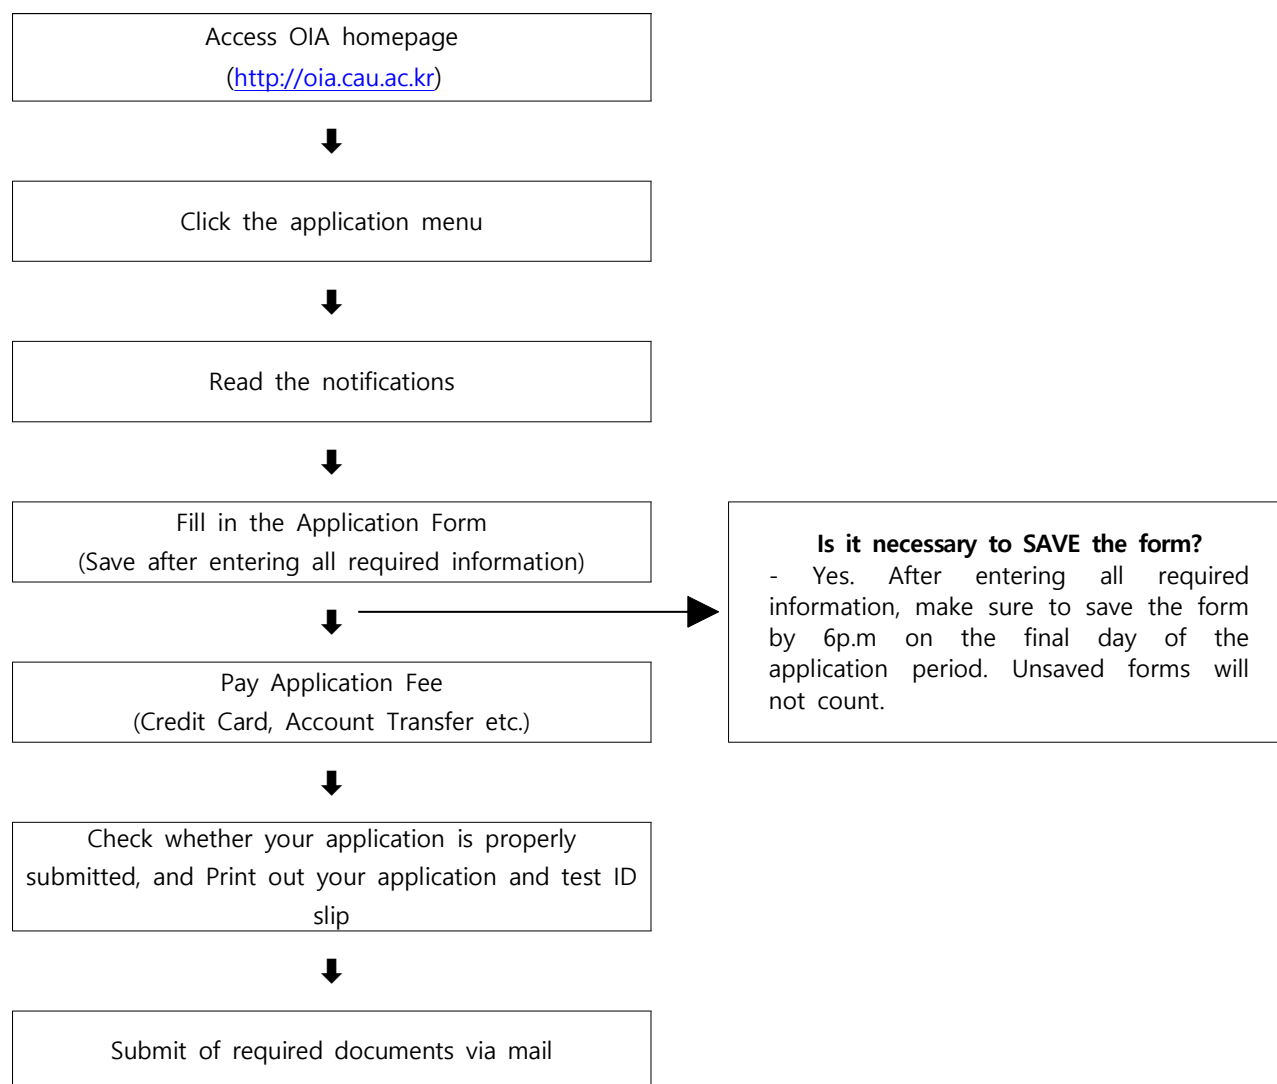 Access OIA homepage
(http://oia.cau.ac.kr)
Click the application menu
Read the notifications
Fill in the Application Form
(Save after entering all required information)
Is it necessary to SAVE the form?
- Yes. After entering all required
information, make sure to save the form
by 6p.m on the final day of the
application period. Unsaved forms will
not count.
Pay Application Fee
(Credit Card, Account Transfer etc.)
Check whether your application is properly
submitted, and Print out your application and test ID
slip
Submit of required documents via mail